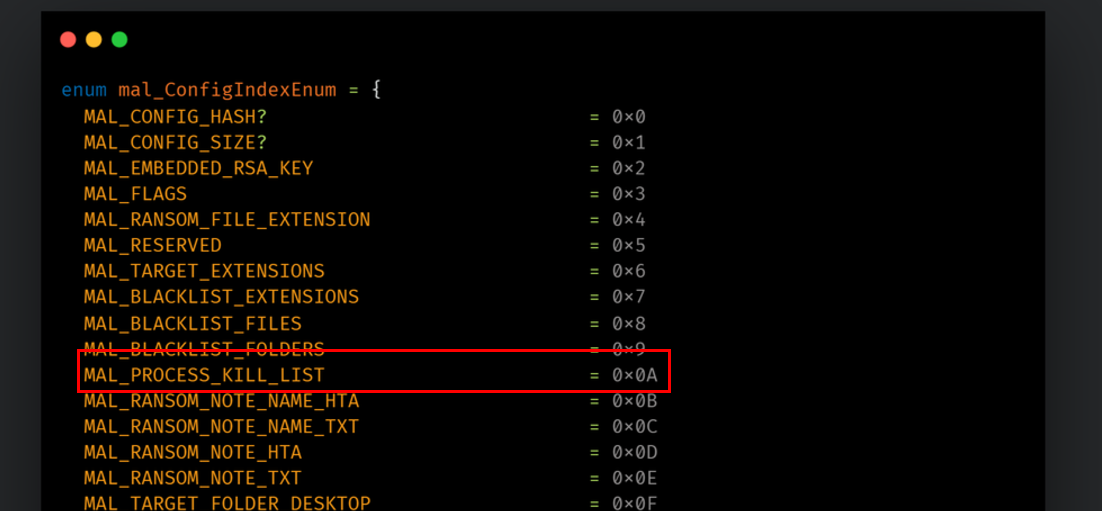 enum mal_ConfigIndexEnum = {
MAL_CONFIG_HASH? = 0×0
MAL_CONFIG_SIZE? = 0×1
MAL_EMBEDDED_RSA_KEY = 0×2
MAL_FLAGS = 0×3
MAL_RANSOM_FILE_EXTENSION = 0×4
MAL_RESERVED = 0×5
MAL_TARGET_EXTENSIONS = 0×6
MAL_BLACKLIST_EXTENSIONS = 0×7
MAL_BLACKLIST_FILES = 0×8
MAL_BLACKLIST_FOLDERS = 0×9
MAL_PROCESS_KILL_LIST = 0×0A
MAL_RANSOM_NOTE_NAME_HTA = 0×0B
MAL_RANSOM_NOTE_NAME_TXT = 0×0C
MAL_RANSOM_NOTE_HTA = 0×0D
MAL_RANSOM_NOTE_TXT = 0×0E
MAL_TARGET_FOLDER_DESKTOP = 0×0F